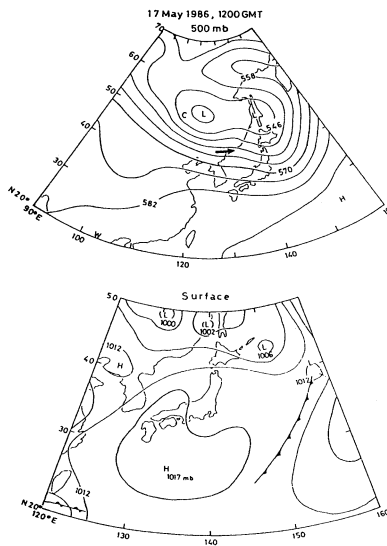 17 May 1986, 1200GMT
500 mb
70
60
558
50
C
L
546
40
30
570
N 20°
90°E
582
H
W
100
120
140
Surface
50
(L)
1000
(L)
1002
(L)
1006
1012
40
H
1012
30
H
1017 mb
1012
N 20°
120°E
130
140
150
160